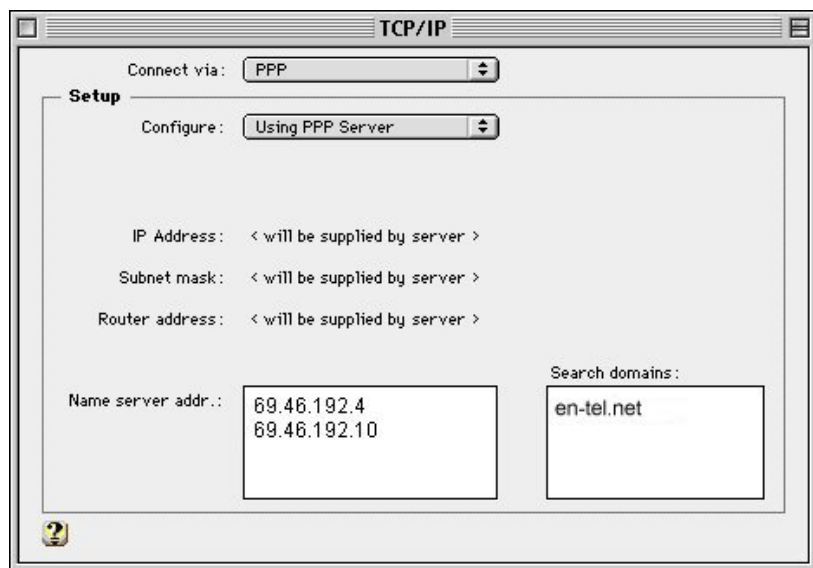 TCP/IP
Connect via: PPP
Setup
Configure: Using PPP Server
IP Address: < will be supplied by server >
Subnet mask: < will be supplied by server >
Router address: < will be supplied by server >
Search domains:
Name server addr.: 69.46.192.4
69.46.192.10
en-tel.net
?